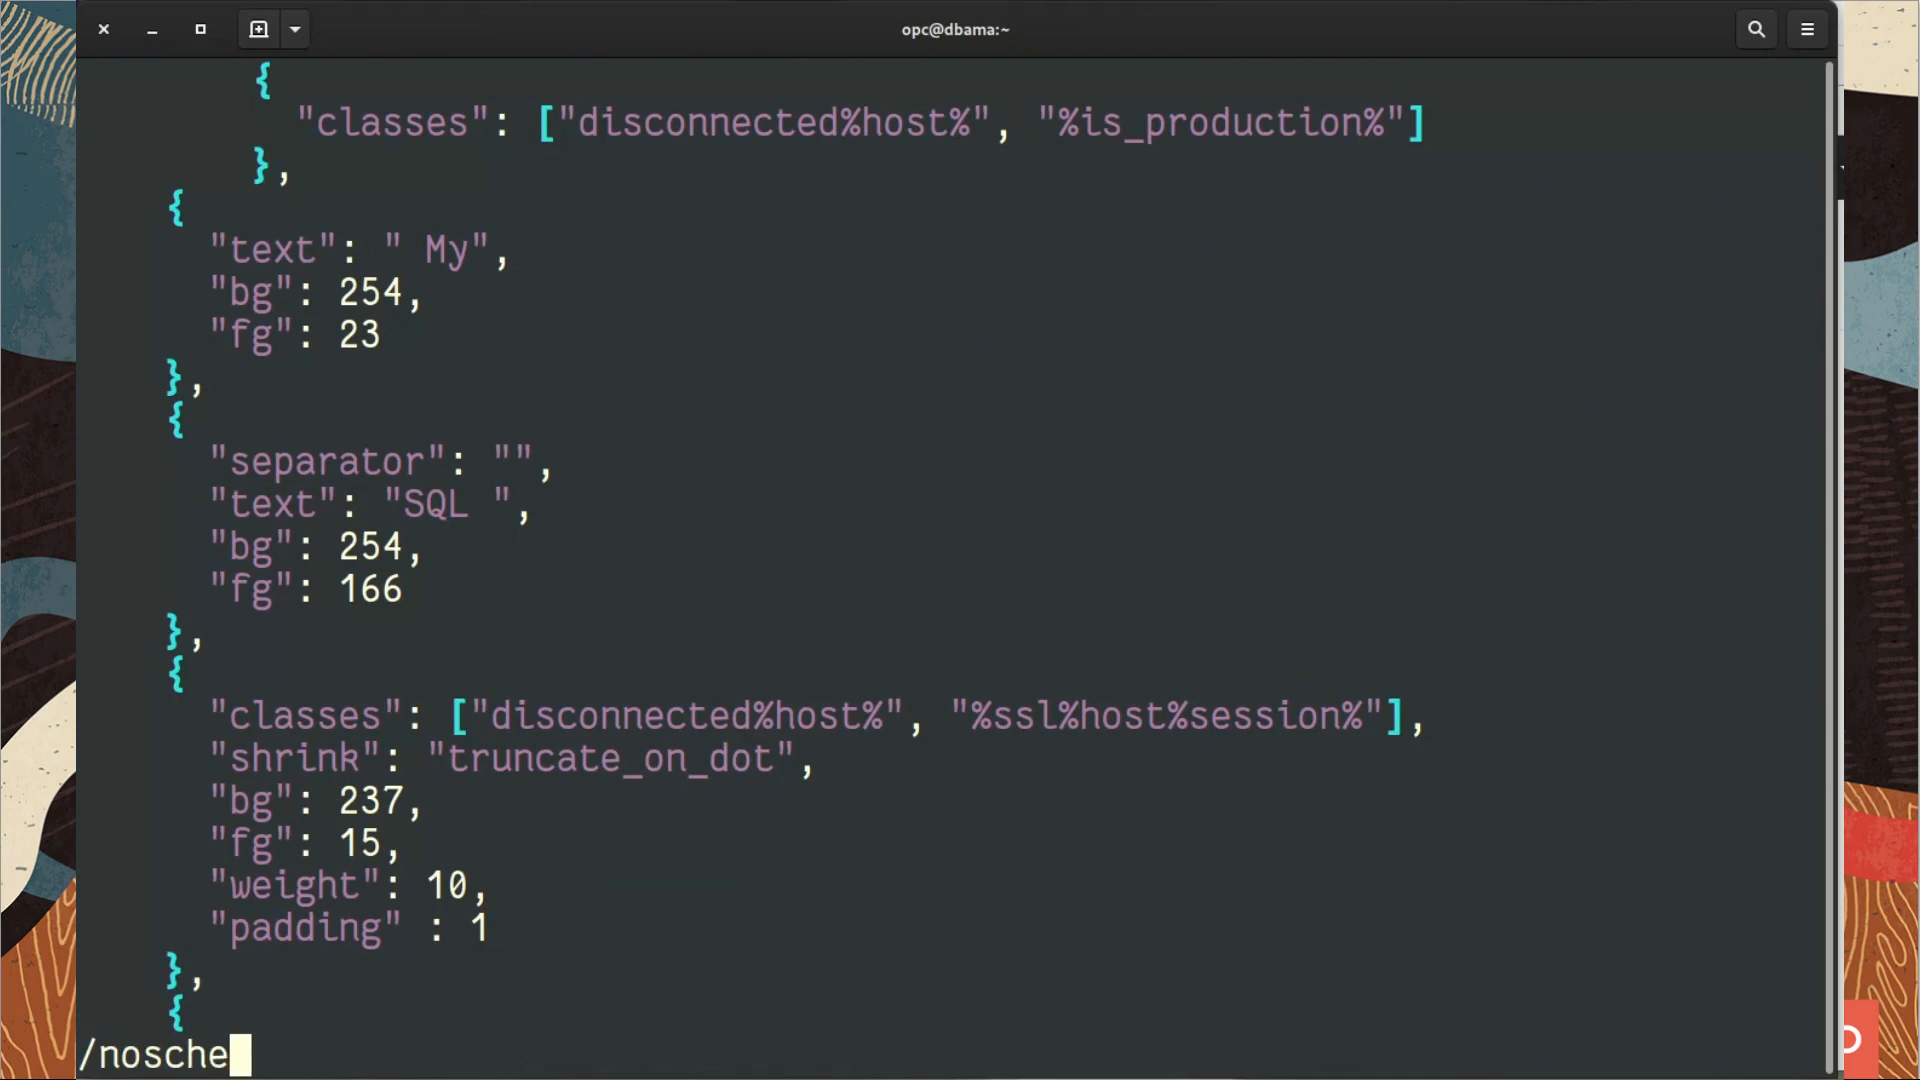 opc@dbama:~
{
"classes": ["disconnected%host%", "%is_production%"]
},
{
"text": " My",
"bg": 254,
"fg": 23
},
{
"separator": "",
"text": "SQL ",
"bg": 254,
"fg": 166
},
{
"classes": ["disconnected%host%", "%ssl%host%session%"],
"shrink": "truncate_on_dot",
"bg": 237,
"fg": 15,
"weight": 10,
"padding" : 1
},
{
/nosche